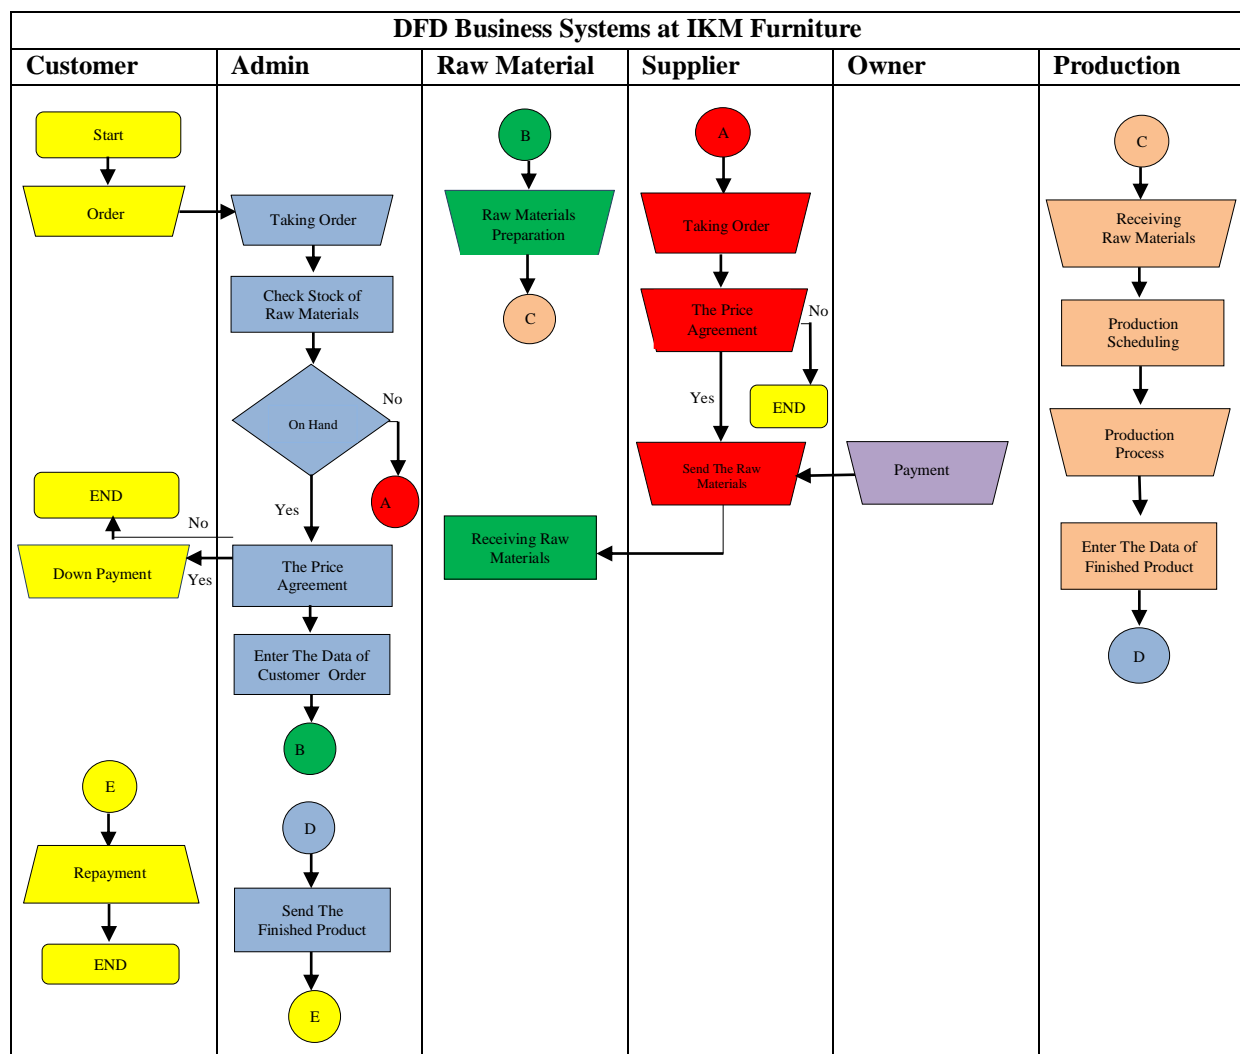 DFD Business Systems at IKM Furniture
Customer
Admin
Raw Material
Supplier
Owner
Production
Start
Order
END
No
Down Payment
Yes
E
Repayment
END
Taking Order
Check Stock of
Raw Materials
On Hand
No
A
Yes
The Price
Agreement
Enter The Data of
Customer Order
B
D
Send The
Finished Product
E
B
Raw Materials
Preparation
C
Receiving Raw
Materials
A
Taking Order
The Price
Agreement
No
Yes
END
Send The Raw
Materials
Payment
C
Receiving
Raw Materials
Production
Scheduling
Production
Process
Enter The Data of
Finished Product
D